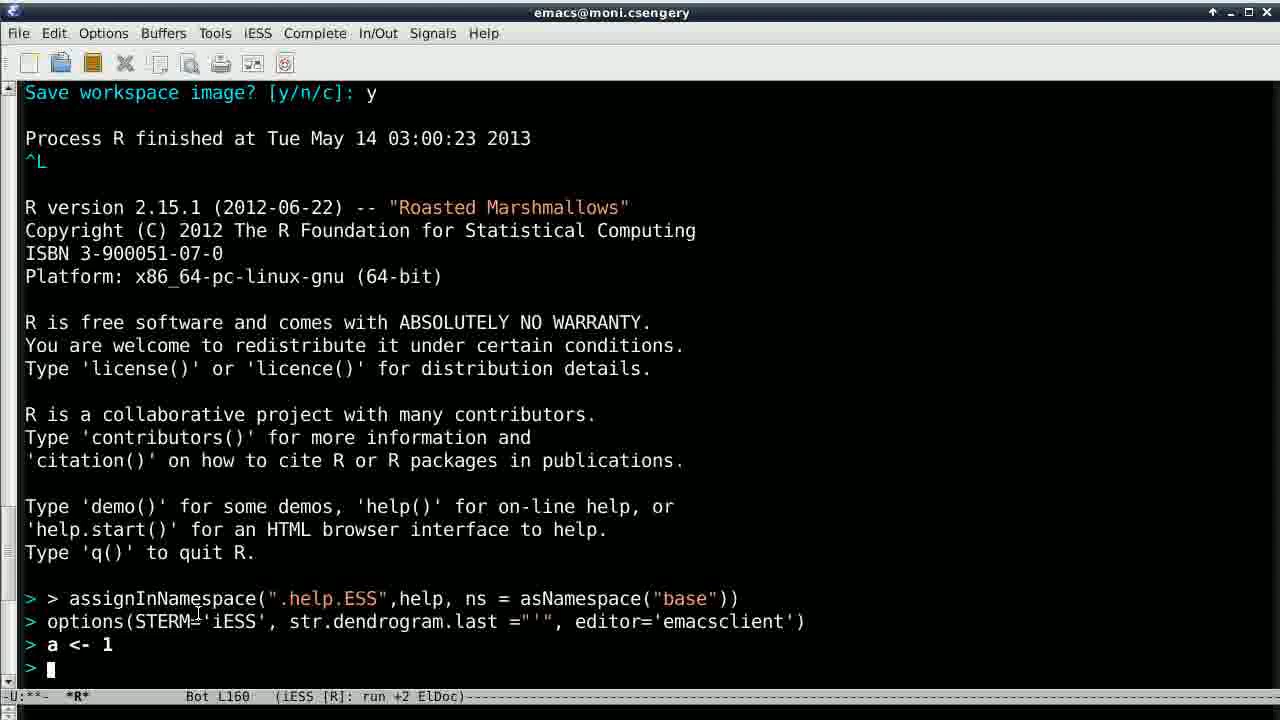 emacs@moni.csengery
File Edit Options Buffers Tools iESS Complete In/Out Signals Help
Save workspace image? [y/n/c]: y
Process R finished at Tue May 14 03:00:23 2013
^L
R version 2.15.1 (2012-06-22) -- "Roasted Marshmallows"
Copyright (C) 2012 The R Foundation for Statistical Computing
ISBN 3-900051-07-0
Platform: x86_64-pc-linux-gnu (64-bit)
R is free software and comes with ABSOLUTELY NO WARRANTY.
You are welcome to redistribute it under certain conditions.
Type 'license()' or 'licence()' for distribution details.
R is a collaborative project with many contributors.
Type 'contributors()' for more information and
'citation()' on how to cite R or R packages in publications.
Type 'demo()' for some demos, 'help()' for on-line help, or
'help.start()' for an HTML browser interface to help.
Type 'q()' to quit R.
> > assignInNamespace(".help.ESS",help, ns = asNamespace("base"))
> options(STERM='iESS', str.dendrogram.last ="'", editor='emacsclient')
> a <- 1
>
-U:**- *R* Bot L160 (iESS [R]: run +2 ElDoc)----------------------------------------